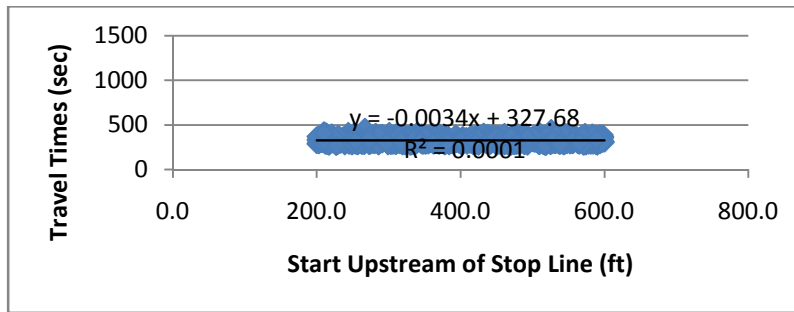 Travel Times (sec)
1500
1000
500
0
y = -0.0034x + 327.68
R² = 0.0001
0.0 200.0 400.0 600.0 800.0
Start Upstream of Stop Line (ft)